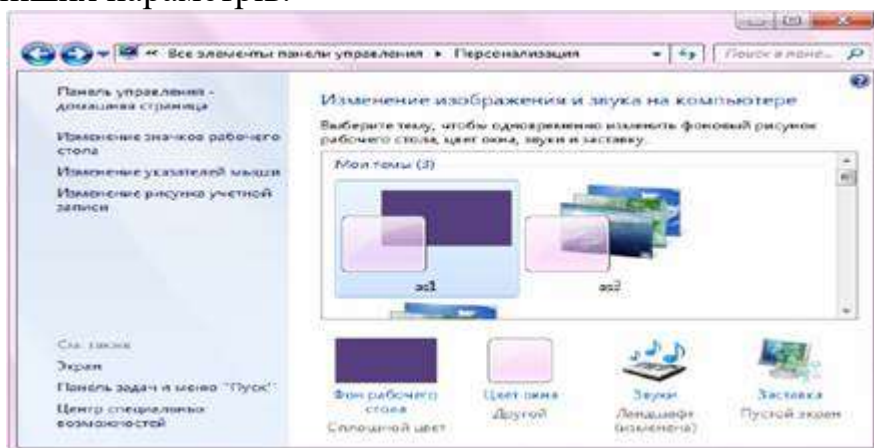 параметрів.
« Все элементы панели управления ▸ Персонализация
Поиск в пане...
Панель управления -
домашняя страница
Изменение значков рабочего
стола
Изменение указателей мыши
Изменение рисунка учетной
записи
См. также
Экран
Панель задач и меню "Пуск"
Центр специальных
возможностей
Изменение изображения и звука на компьютере
Выберите тему, чтобы одновременно изменить фоновый рисунок
рабочего стола, цвет окна, звуки и заставку.
Мои темы (3)
Фон рабочего
стола
Сплошной цвет
Цвет окна
Другой
Звуки
Ландшафт
(изменена)
Заставка
Пустой экран